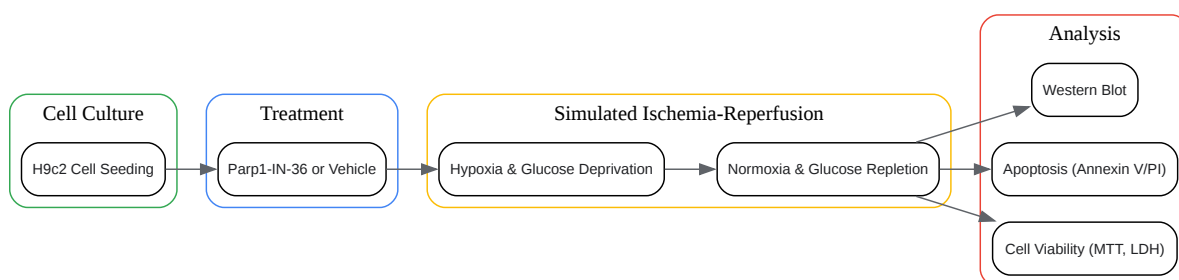 Cell Culture
H9c2 Cell Seeding
Treatment
Parp1-IN-36 or Vehicle
Simulated Ischemia-Reperfusion
Hypoxia & Glucose Deprivation
Normoxia & Glucose Repletion
Analysis
Western Blot
Apoptosis (Annexin V/PI)
Cell Viability (MTT, LDH)